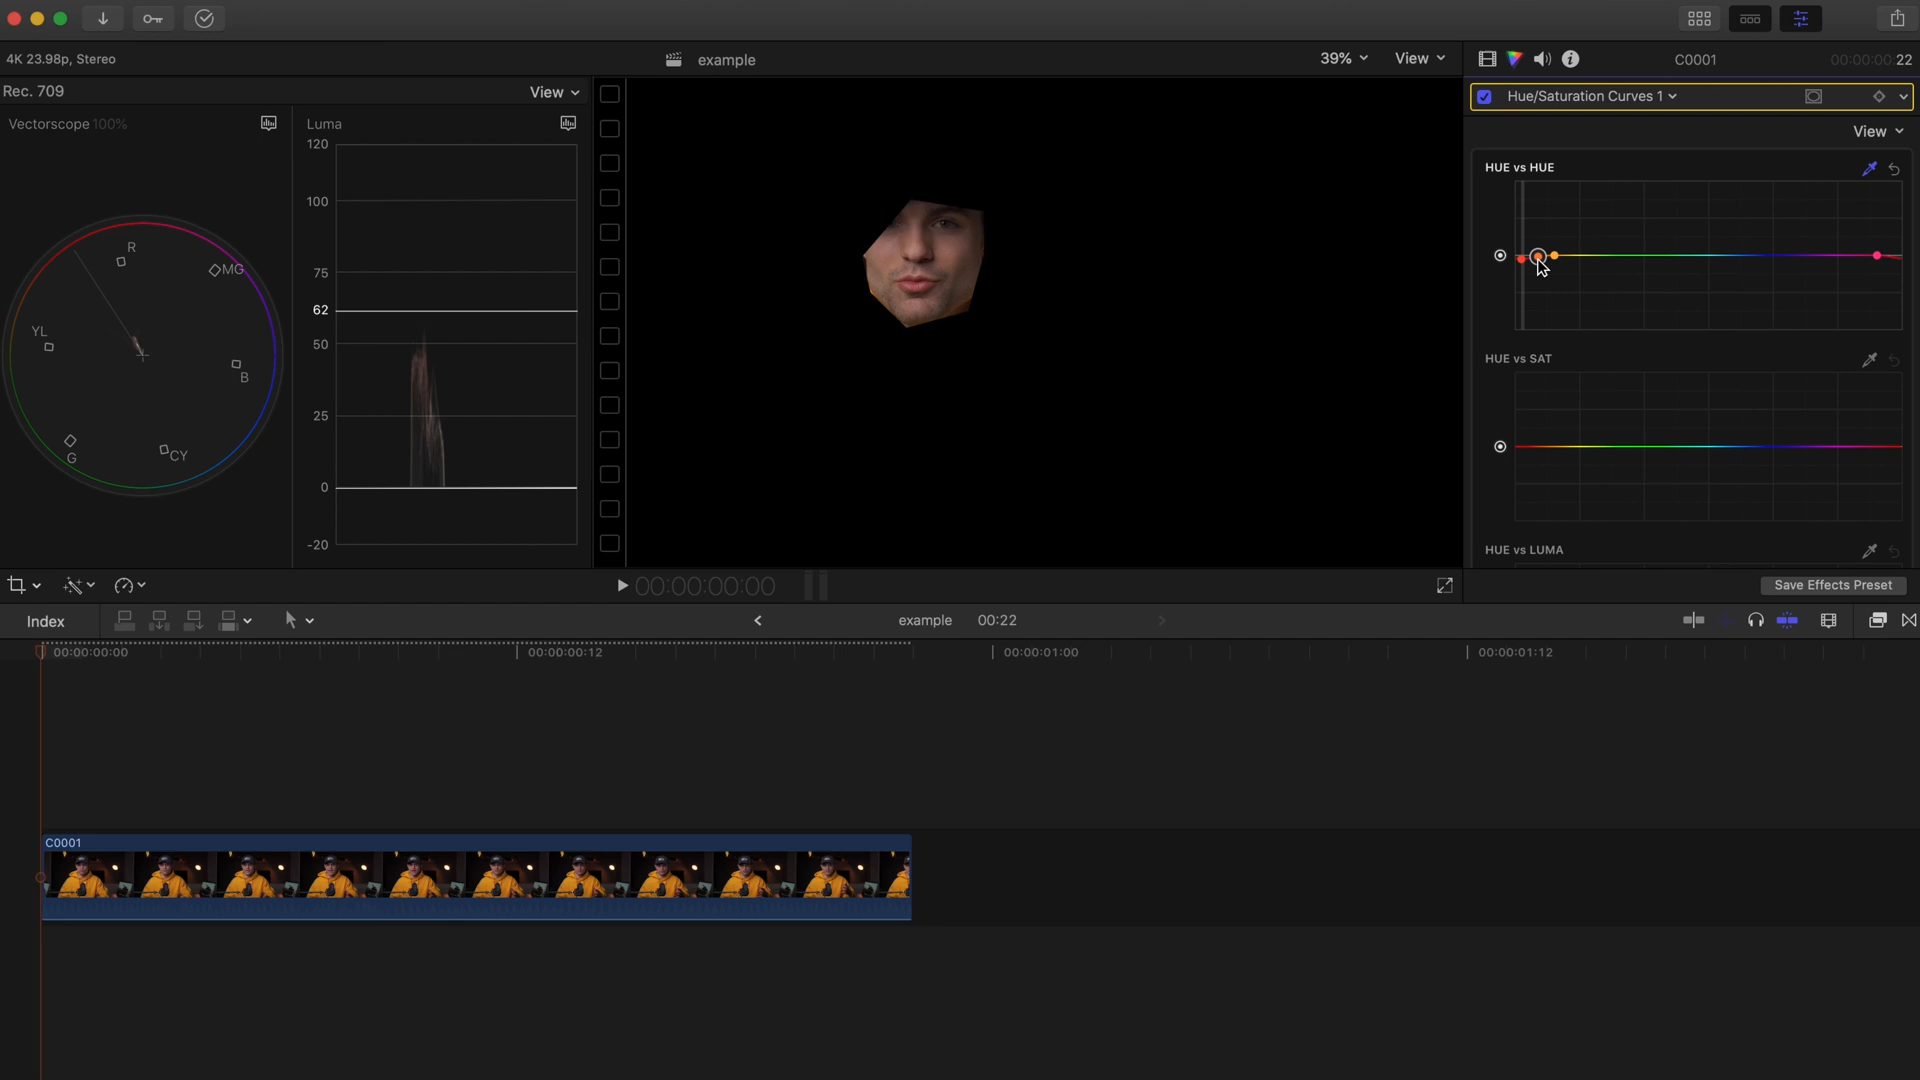 4K 23.98p, Stereo
example
39%
View
C0001
00:00:00:22
Rec. 709
View
Hue/Saturation Curves 1
Vectorscope 100%
Luma
View
120
100
75
62
50
25
0
-20
R
MG
YL
B
G
CY
HUE vs HUE
HUE vs SAT
HUE vs LUMA
00:00:00:00
Save Effects Preset
Index
example
00:22
00:00:00:00
00:00:00:12
00:00:01:00
00:00:01:12
C0001